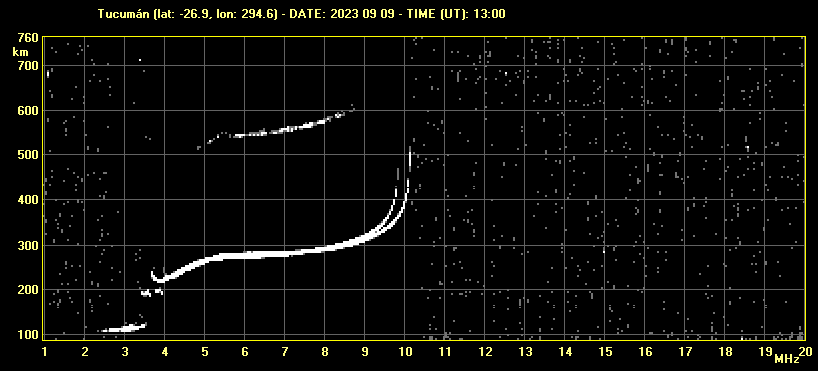 Tucumán (lat: -26.9, lon: 294.6) - DATE: 2023 09 09 - TIME (UT): 13:00
760
km
700
600
500
400
300
200
100
1 2 3 4 5 6 7 8 9 10 11 12 13 14 15 16 17 18 19 20
MHz